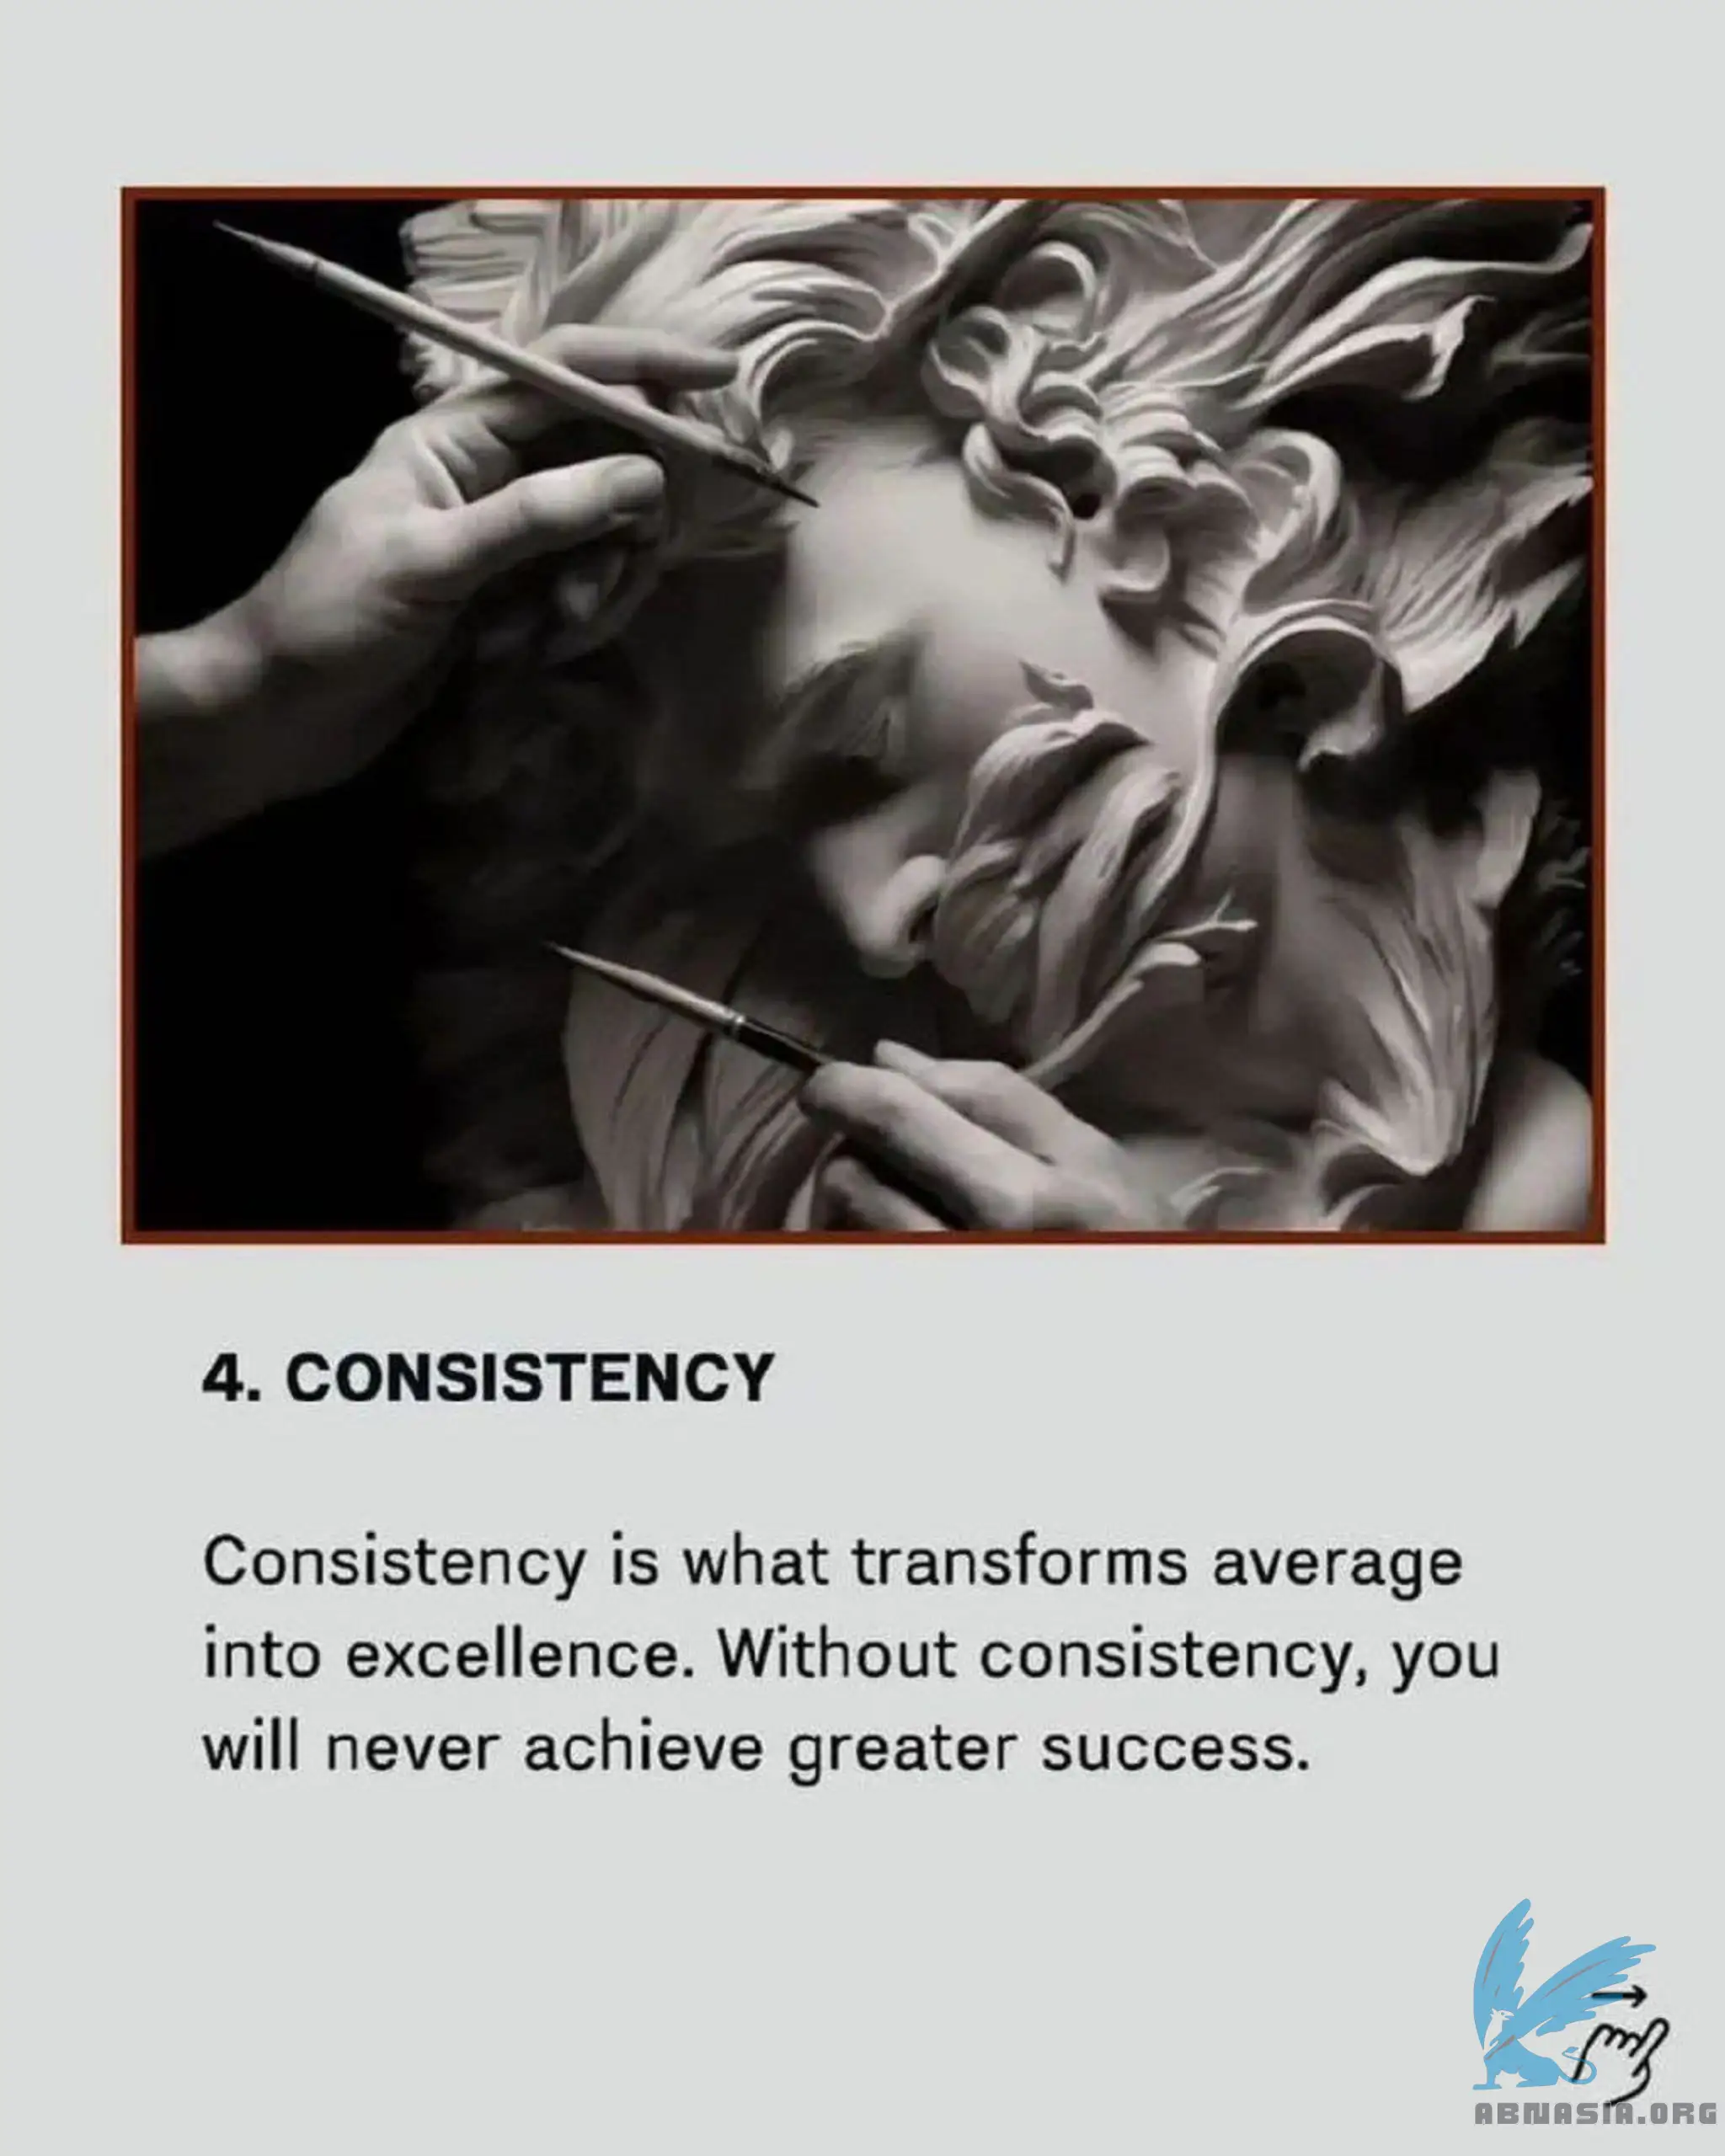 4. CONSISTENCY
Consistency is what transforms average
into excellence. Without consistency, you
will never achieve greater success.
ABNASIA.ORG